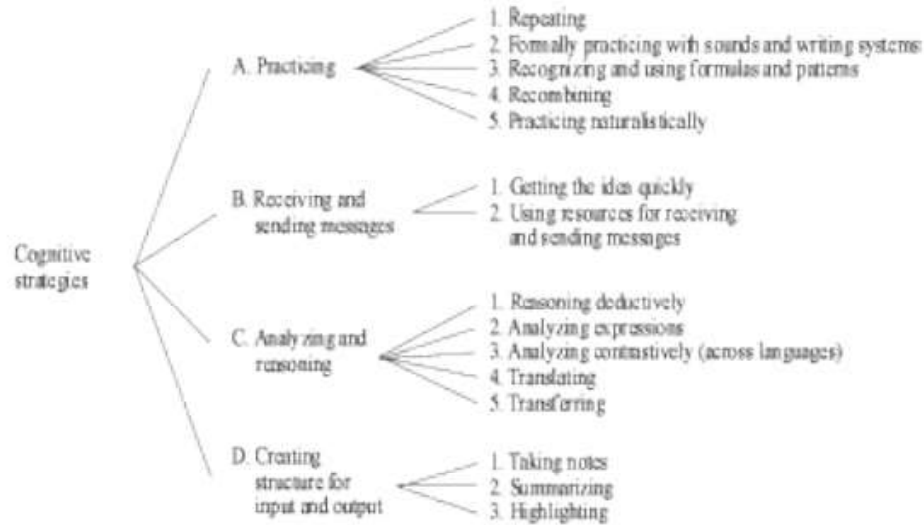 Cognitive
strategies
A. Practicing
1. Repeating
2. Formally practicing with sounds and writing systems
3. Recognizing and using formulas and patterns
4. Recombining
5. Practicing naturalistically
B. Receiving and
sending messages
1. Getting the idea quickly
2. Using resources for receiving
and sending messages
C. Analyzing and
reasoning
1. Reasoning deductively
2. Analyzing expressions
3. Analyzing contrastively (across languages)
4. Translating
5. Transferring
D. Creating
structure for
input and output
1. Taking notes
2. Summarizing
3. Highlighting